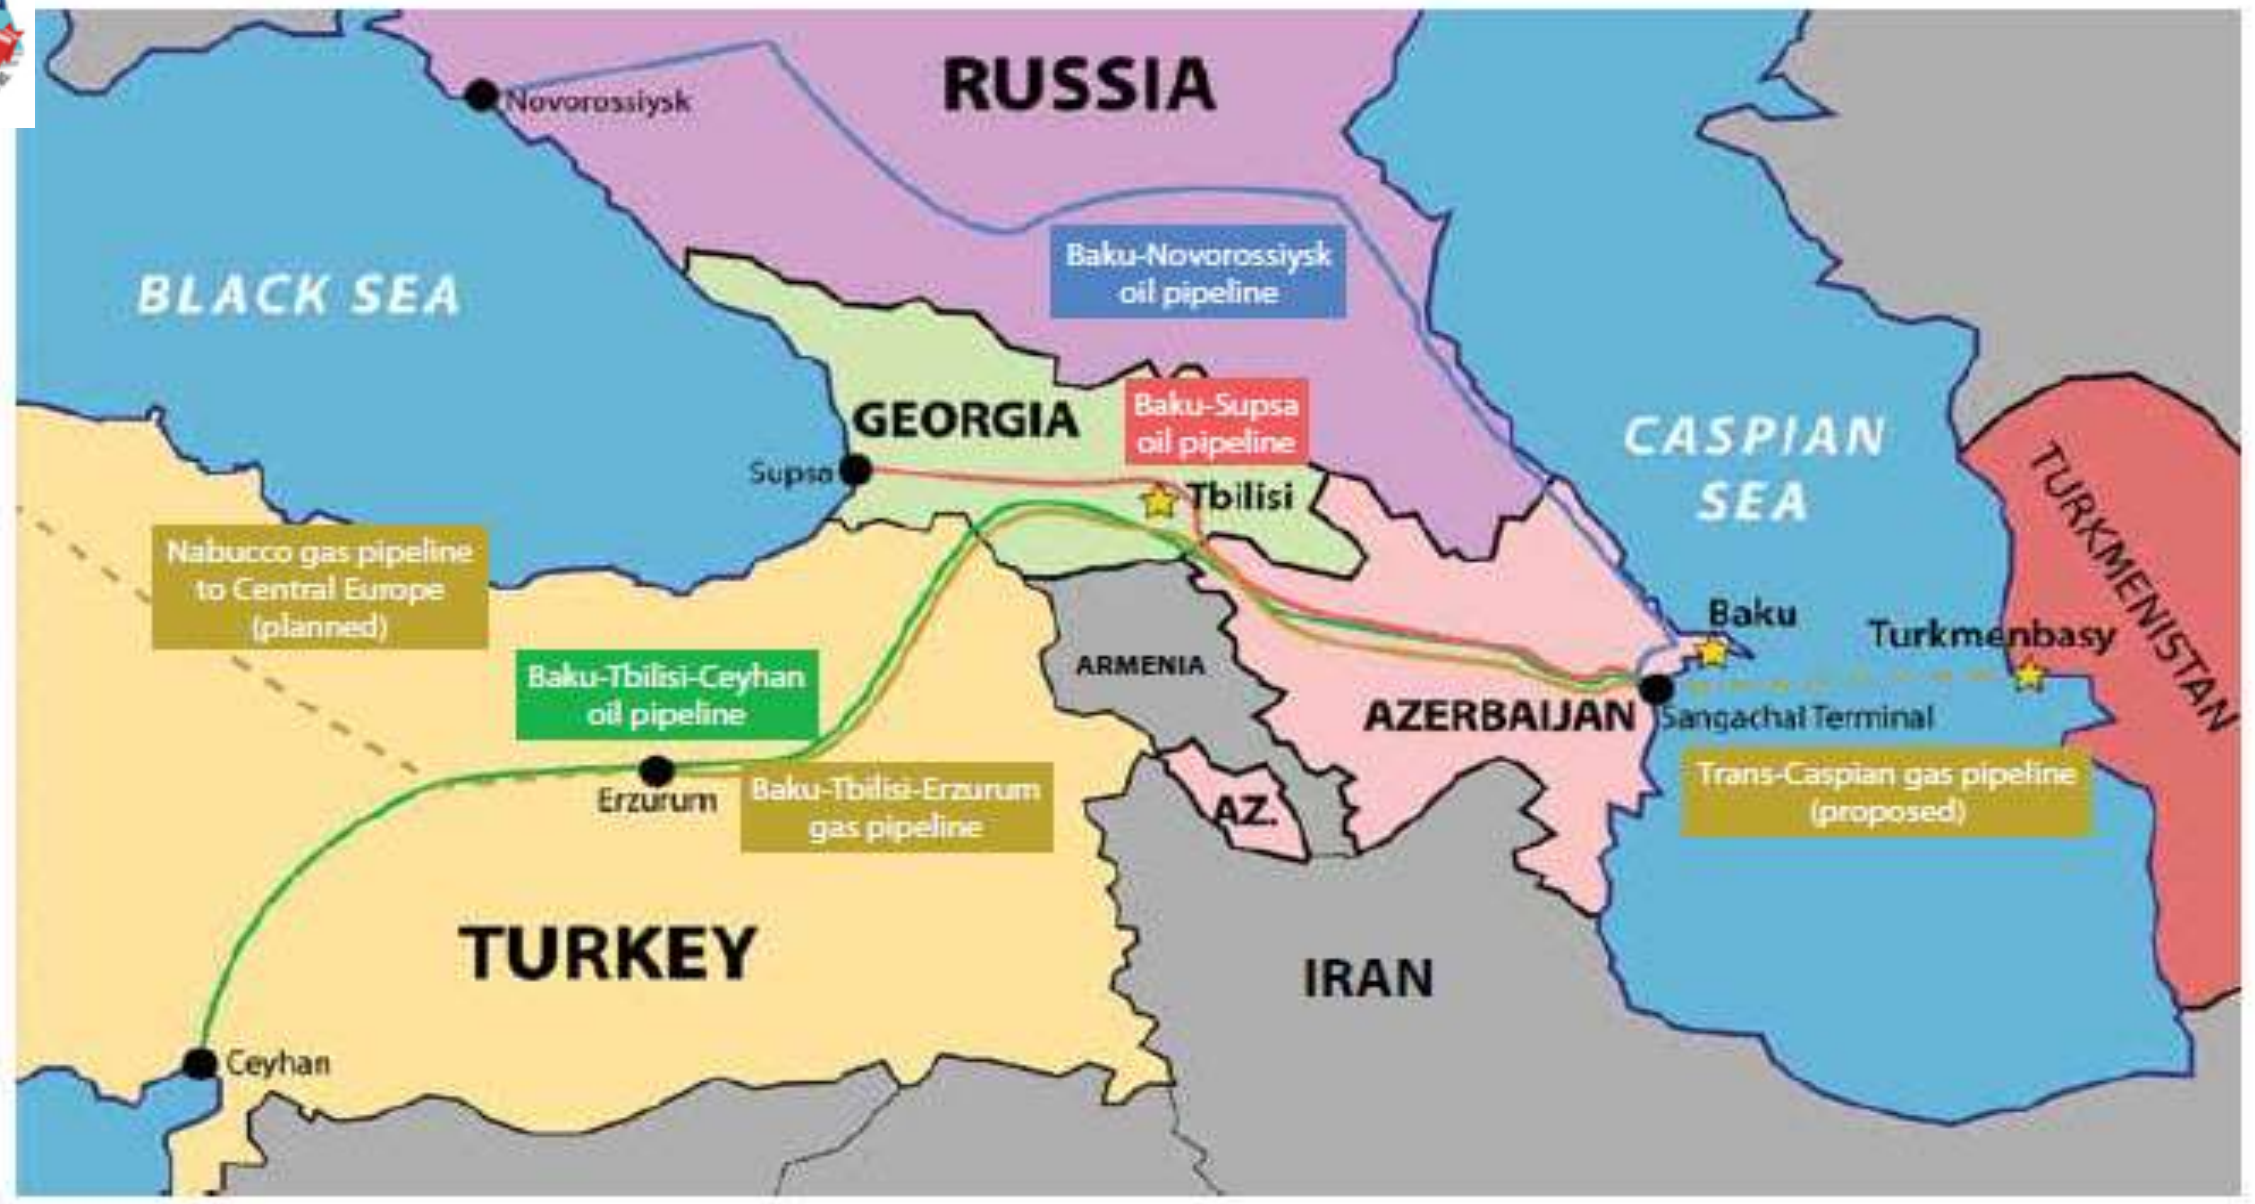 RUSSIA
Novorossiysk
Baku-Novorossiysk
oil pipeline
BLACK SEA
GEORGIA
Baku-Supsa
oil pipeline
CASPIAN
SEA
Supsa
Tbilisi
TURKMENISTAN
Nabucco gas pipeline
to Central Europe
(planned)
Baku
Turkmenbasy
Baku-Tbilisi-Ceyhan
oil pipeline
ARMENIA
AZERBAIJAN
Sangachal Terminal
Erzurum
Baku-Tbilisi-Erzurum
gas pipeline
AZ.
Trans-Caspian gas pipeline
(proposed)
TURKEY
IRAN
Ceyhan